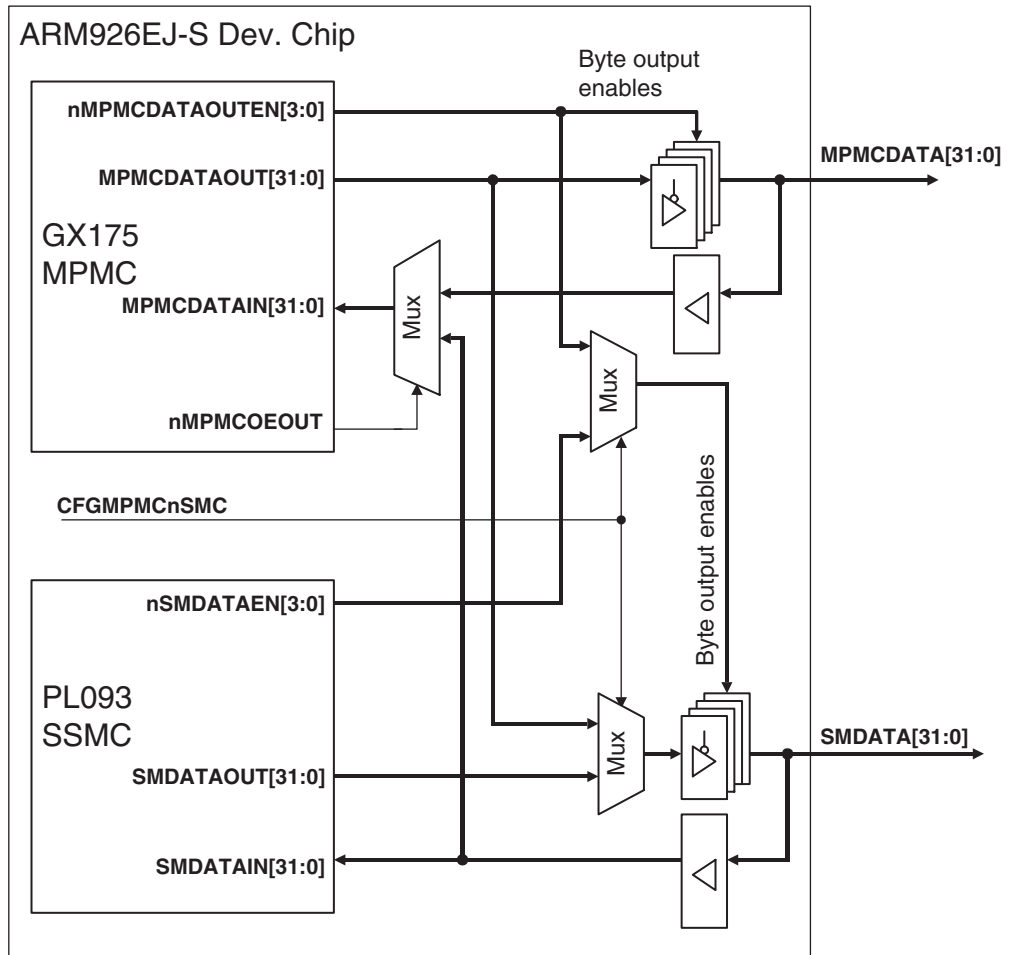 ARM926EJ-S Dev. Chip
Byte output
enables
nMPMCDATAOUTEN[3:0]
MPMCDATA[31:0]
MPMCDATAOUT[31:0]
GX175
MPMC
MPMCDATAIN[31:0]
Mux
Mux
nMPMCOEOUT
CFGMPMCnSMC
Byte output enables
nSMDATAEN[3:0]
PL093
SSMC
Mux
SMDATA[31:0]
SMDATAOUT[31:0]
SMDATAIN[31:0]